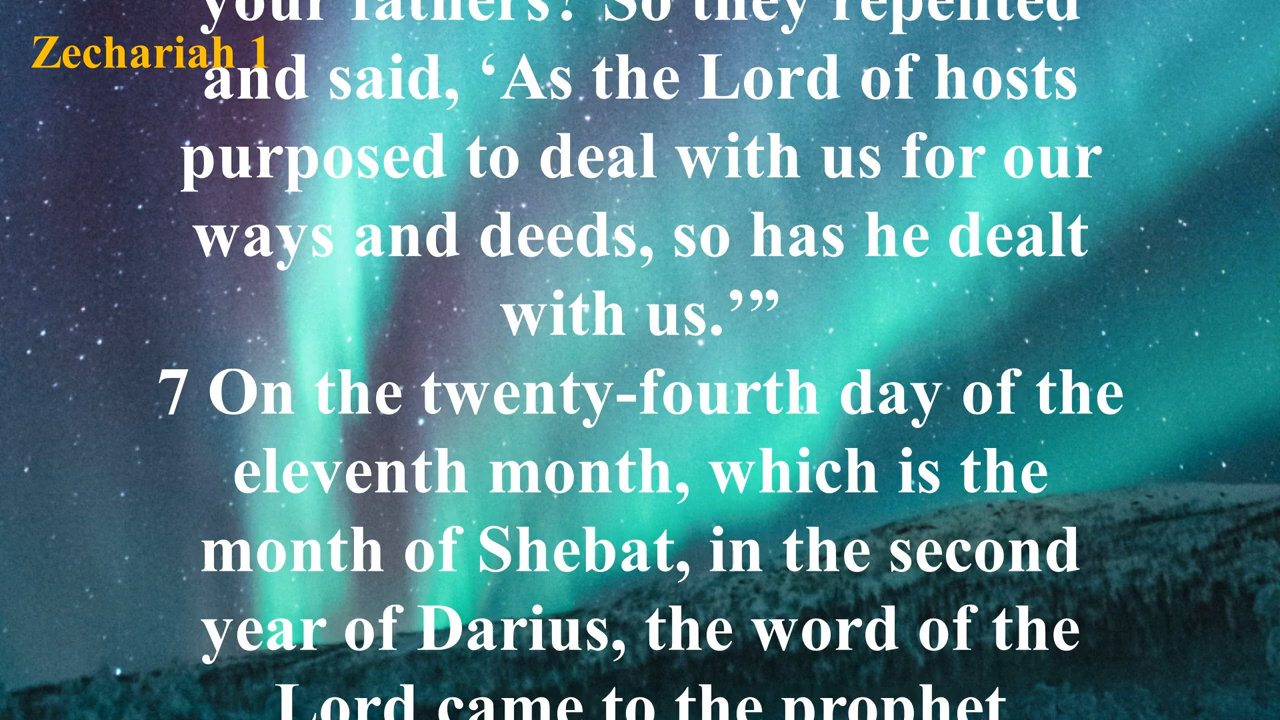 your fathers? So they repented
Zechariah 1
and said, ‘As the Lord of hosts
purposed to deal with us for our
ways and deeds, so has he dealt
with us.’”
7 On the twenty-fourth day of the
eleventh month, which is the
month of Shebat, in the second
year of Darius, the word of the
Lord came to the prophet